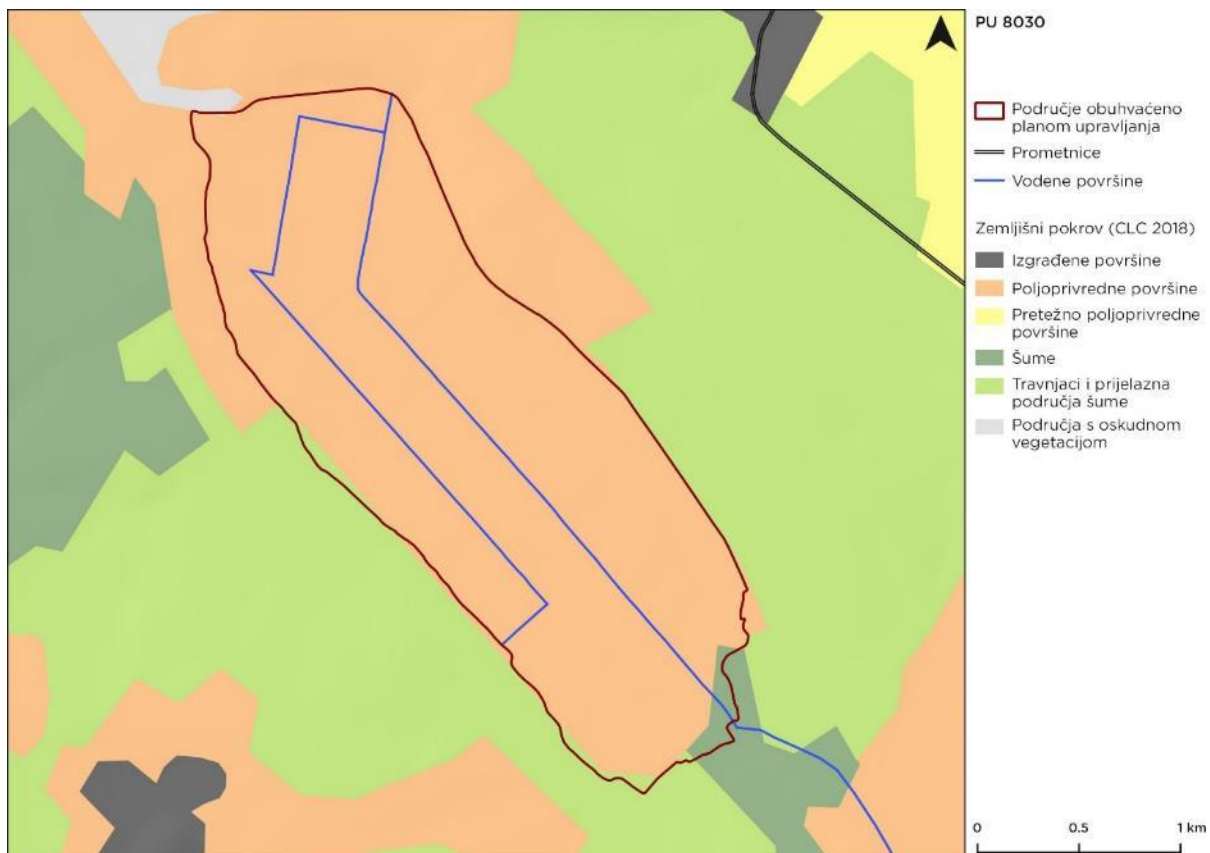 PU 8030
Područje obuhvaćeno
planom upravljanja
Prometnice
Vodene površine
Zemljišni pokrov (CLC 2018)
Izgrađene površine
Poljoprivredne površine
Pretežno poljoprivredne
površine
Šume
Travnjaci i prijelazna
područja šume
Područja s oskudnom
vegetacijom
0 0.5 1 km